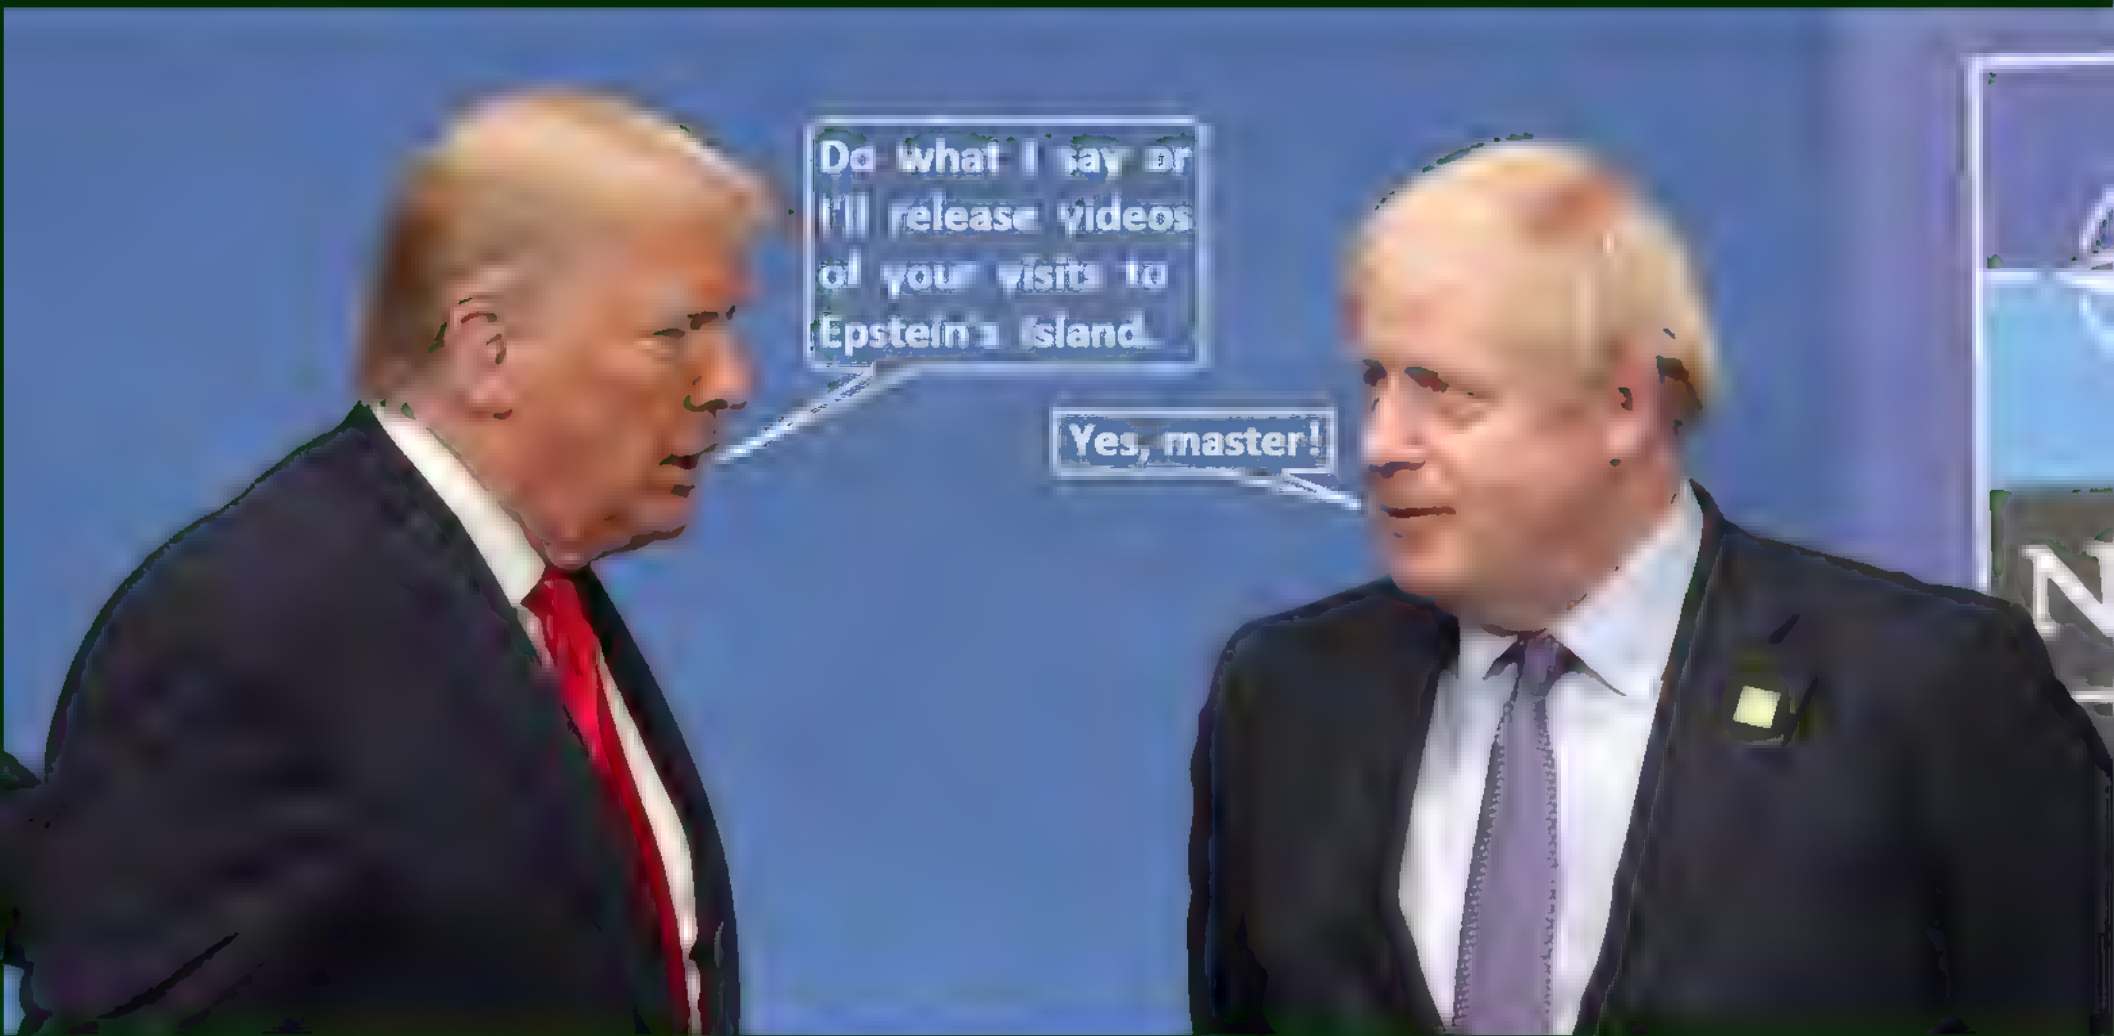 Do what I say or
I'll release videos
of your visits to
Epstein's Island.
Yes, master!
N